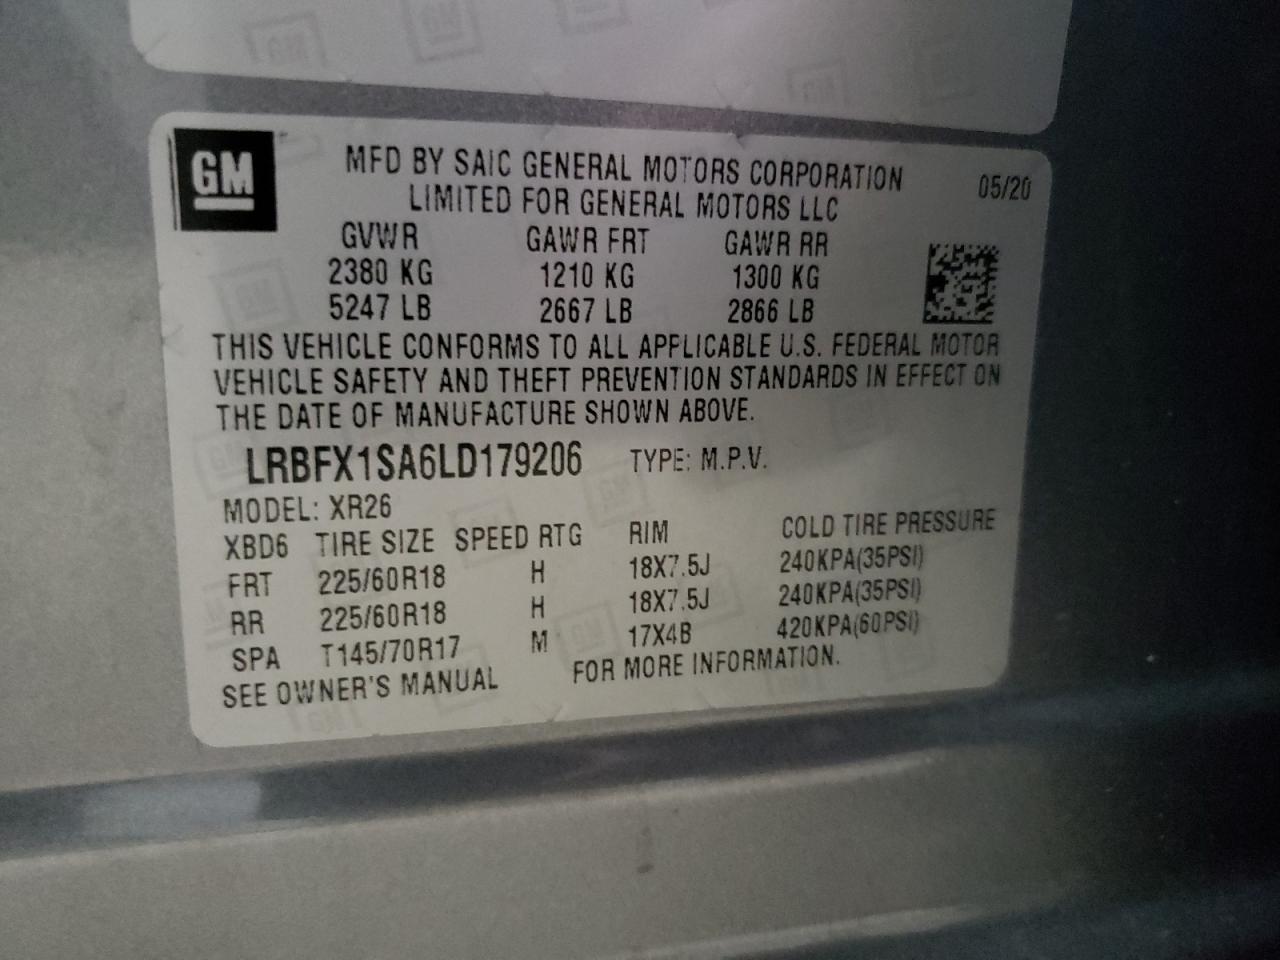 GM
MFD BY SAIC GENERAL MOTORS CORPORATION
LIMITED FOR GENERAL MOTORS LLC
05/20
GVWR GAWR FRT GAWR RR
2380 KG 1210 KG 1300 KG
5247 LB 2667 LB 2866 LB
THIS VEHICLE CONFORMS TO ALL APPLICABLE U.S. FEDERAL MOTOR
VEHICLE SAFETY AND THEFT PREVENTION STANDARDS IN EFFECT ON
THE DATE OF MANUFACTURE SHOWN ABOVE.
LRBFX1SA6LD179206 TYPE: M.P.V.
MODEL: XR26
XBD6 TIRE SIZE SPEED RTG RIM COLD TIRE PRESSURE
FRT 225/60R18 H 18X7.5J 240KPA(35PSI)
RR 225/60R18 H 18X7.5J 240KPA(35PSI)
SPA T145/70R17 M 17X4B 420KPA(60PSI)
SEE OWNER'S MANUAL FOR MORE INFORMATION.